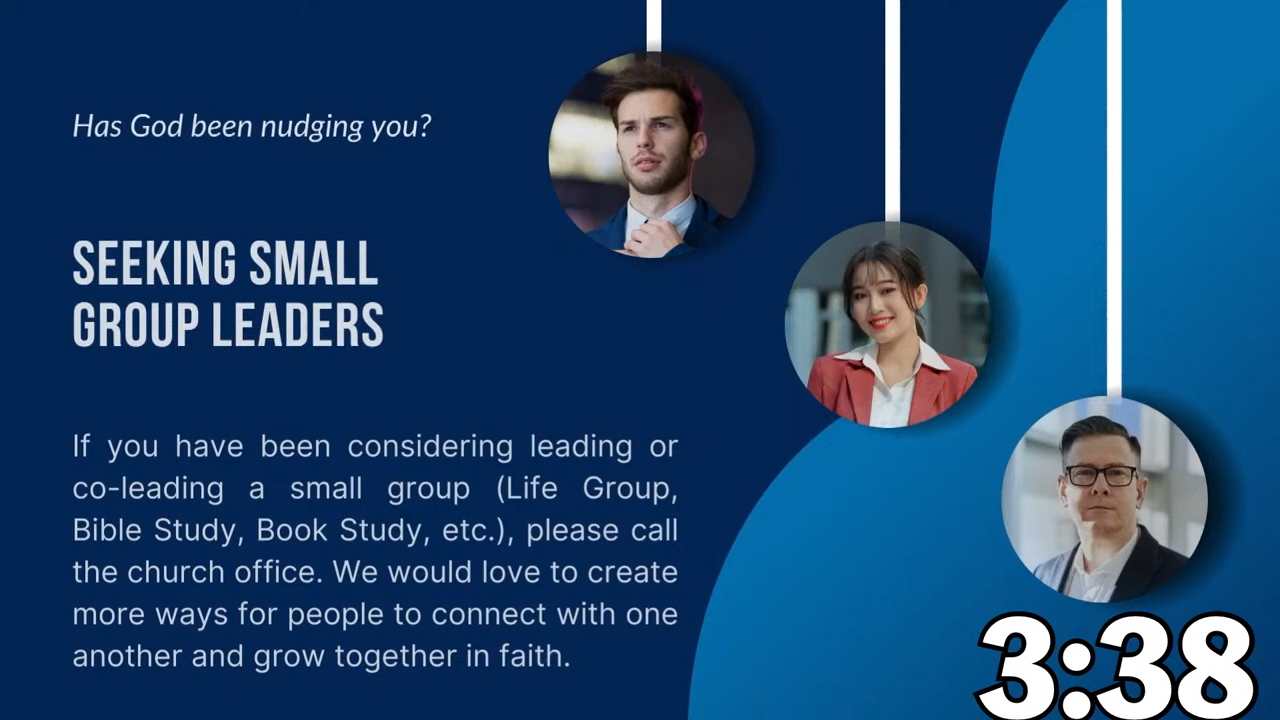 Has God been nudging you?
SEEKING SMALL
GROUP LEADERS
If you have been considering leading or
co-leading a small group (Life Group,
Bible Study, Book Study, etc.), please call
the church office. We would love to create
more ways for people to connect with one
another and grow together in faith.
3:38